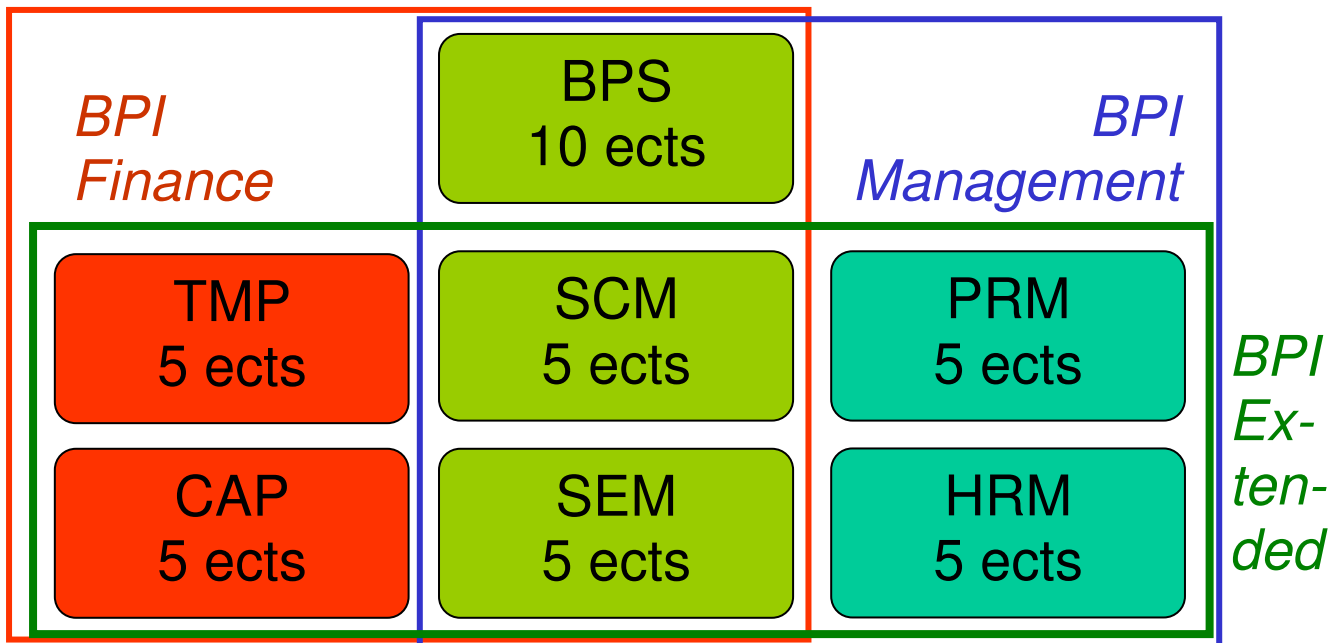 BPI
Finance
BPS
10 ects
BPI
Management
TMP
5 ects
SCM
5 ects
PRM
5 ects
CAP
5 ects
SEM
5 ects
HRM
5 ects
BPI
Ex-
ten-
ded